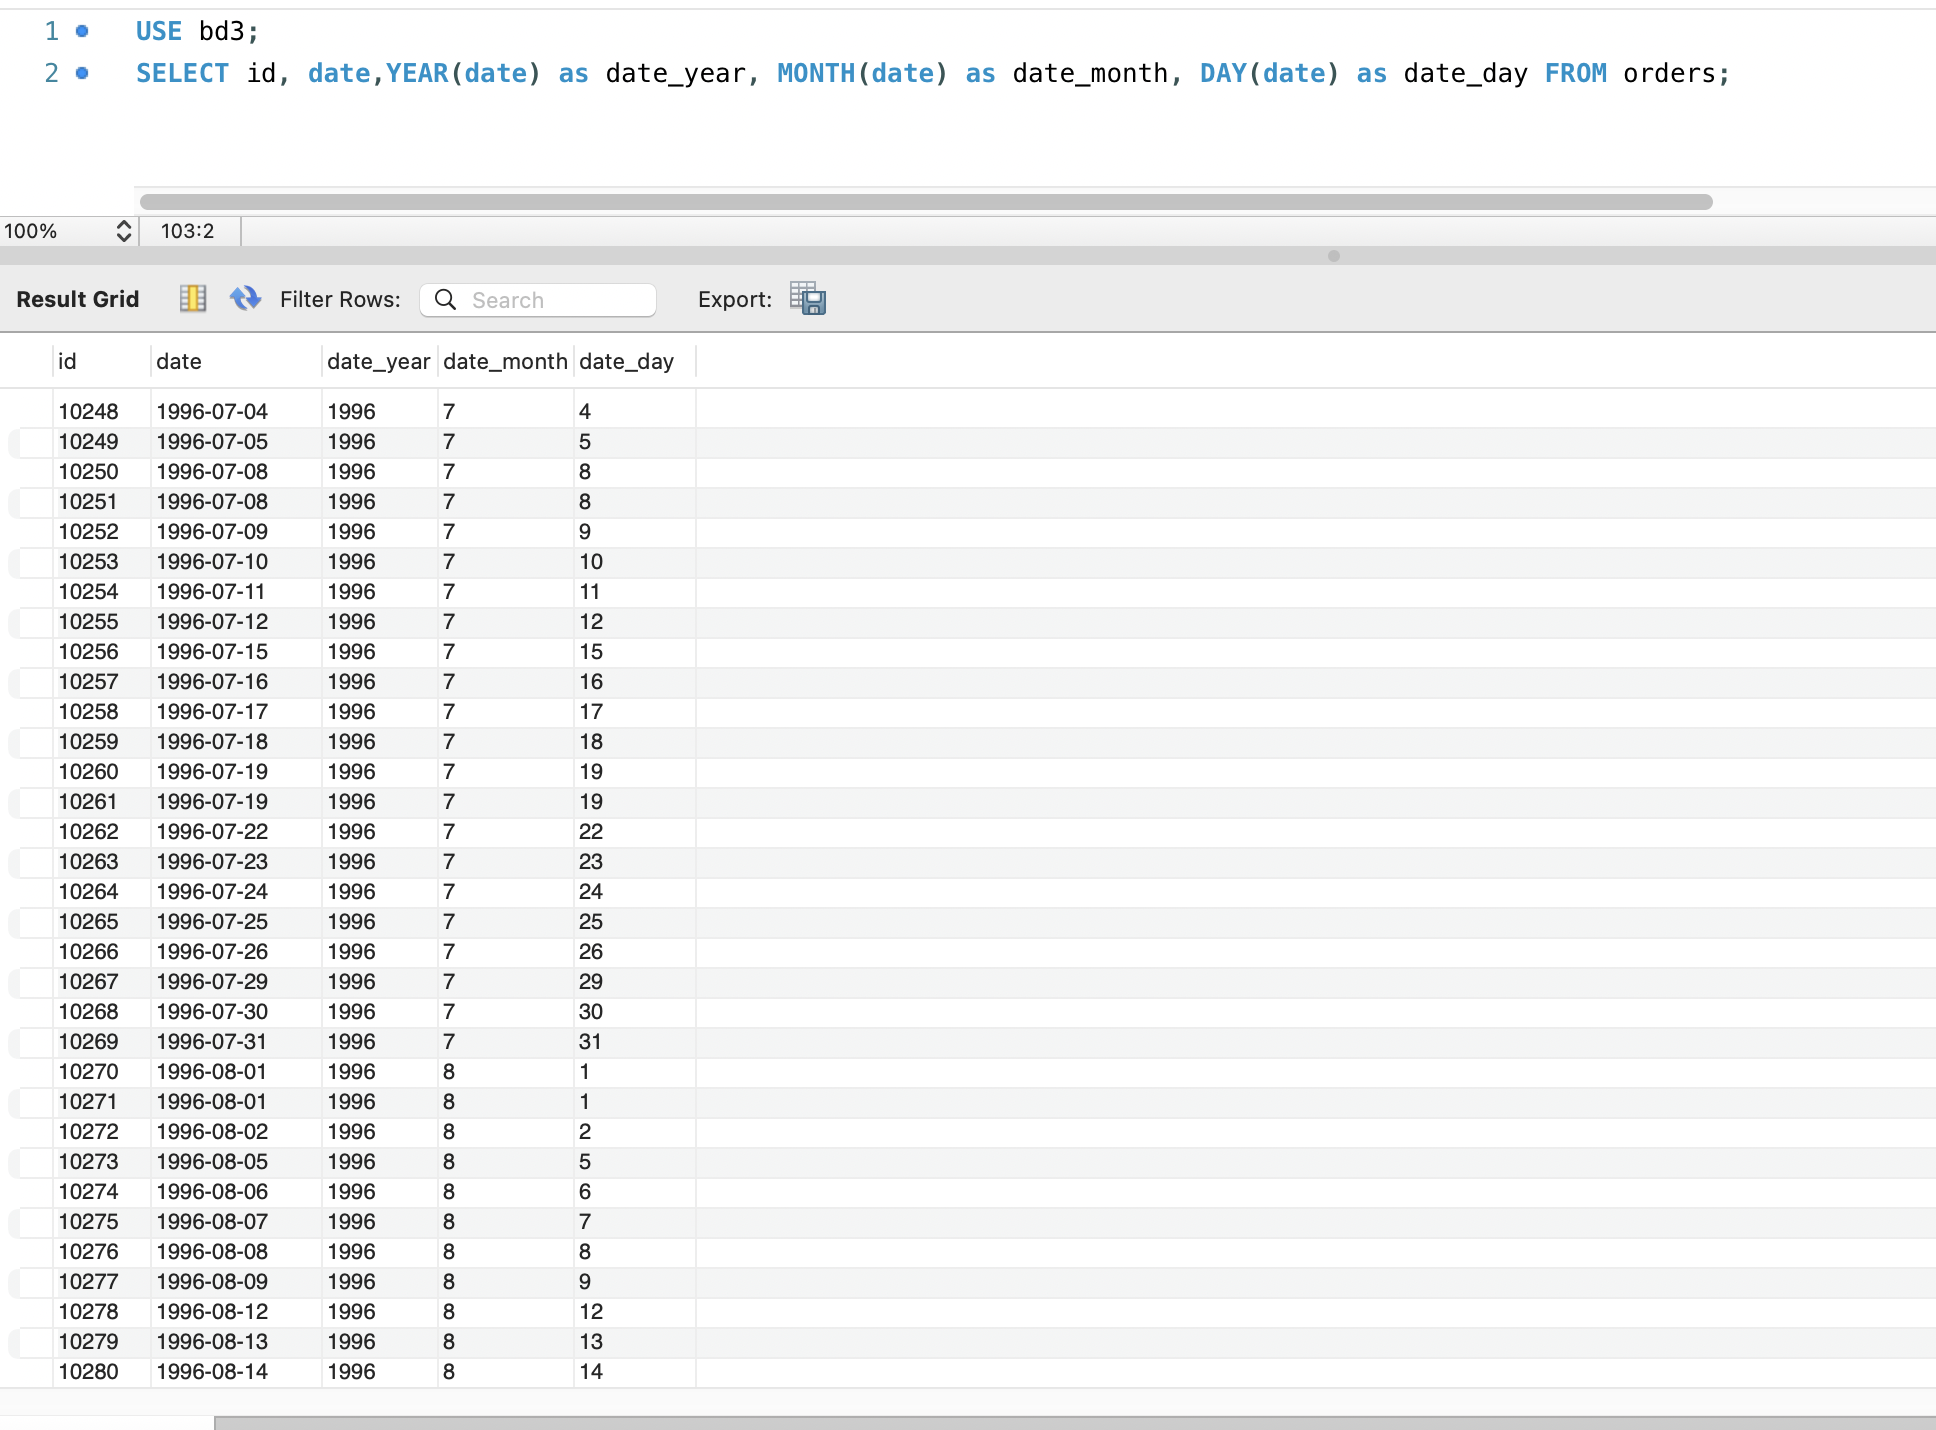 1 USE bd3;
2 SELECT id, date,YEAR(date) as date_year, MONTH(date) as date_month, DAY(date) as date_day FROM orders;
100% 103:2
Result Grid Filter Rows: Search Export:
id date date_year date_month date_day
10248 1996-07-04 1996 7 4
10249 1996-07-05 1996 7 5
10250 1996-07-08 1996 7 8
10251 1996-07-08 1996 7 8
10252 1996-07-09 1996 7 9
10253 1996-07-10 1996 7 10
10254 1996-07-11 1996 7 11
10255 1996-07-12 1996 7 12
10256 1996-07-15 1996 7 15
10257 1996-07-16 1996 7 16
10258 1996-07-17 1996 7 17
10259 1996-07-18 1996 7 18
10260 1996-07-19 1996 7 19
10261 1996-07-19 1996 7 19
10262 1996-07-22 1996 7 22
10263 1996-07-23 1996 7 23
10264 1996-07-24 1996 7 24
10265 1996-07-25 1996 7 25
10266 1996-07-26 1996 7 26
10267 1996-07-29 1996 7 29
10268 1996-07-30 1996 7 30
10269 1996-07-31 1996 7 31
10270 1996-08-01 1996 8 1
10271 1996-08-01 1996 8 1
10272 1996-08-02 1996 8 2
10273 1996-08-05 1996 8 5
10274 1996-08-06 1996 8 6
10275 1996-08-07 1996 8 7
10276 1996-08-08 1996 8 8
10277 1996-08-09 1996 8 9
10278 1996-08-12 1996 8 12
10279 1996-08-13 1996 8 13
10280 1996-08-14 1996 8 14